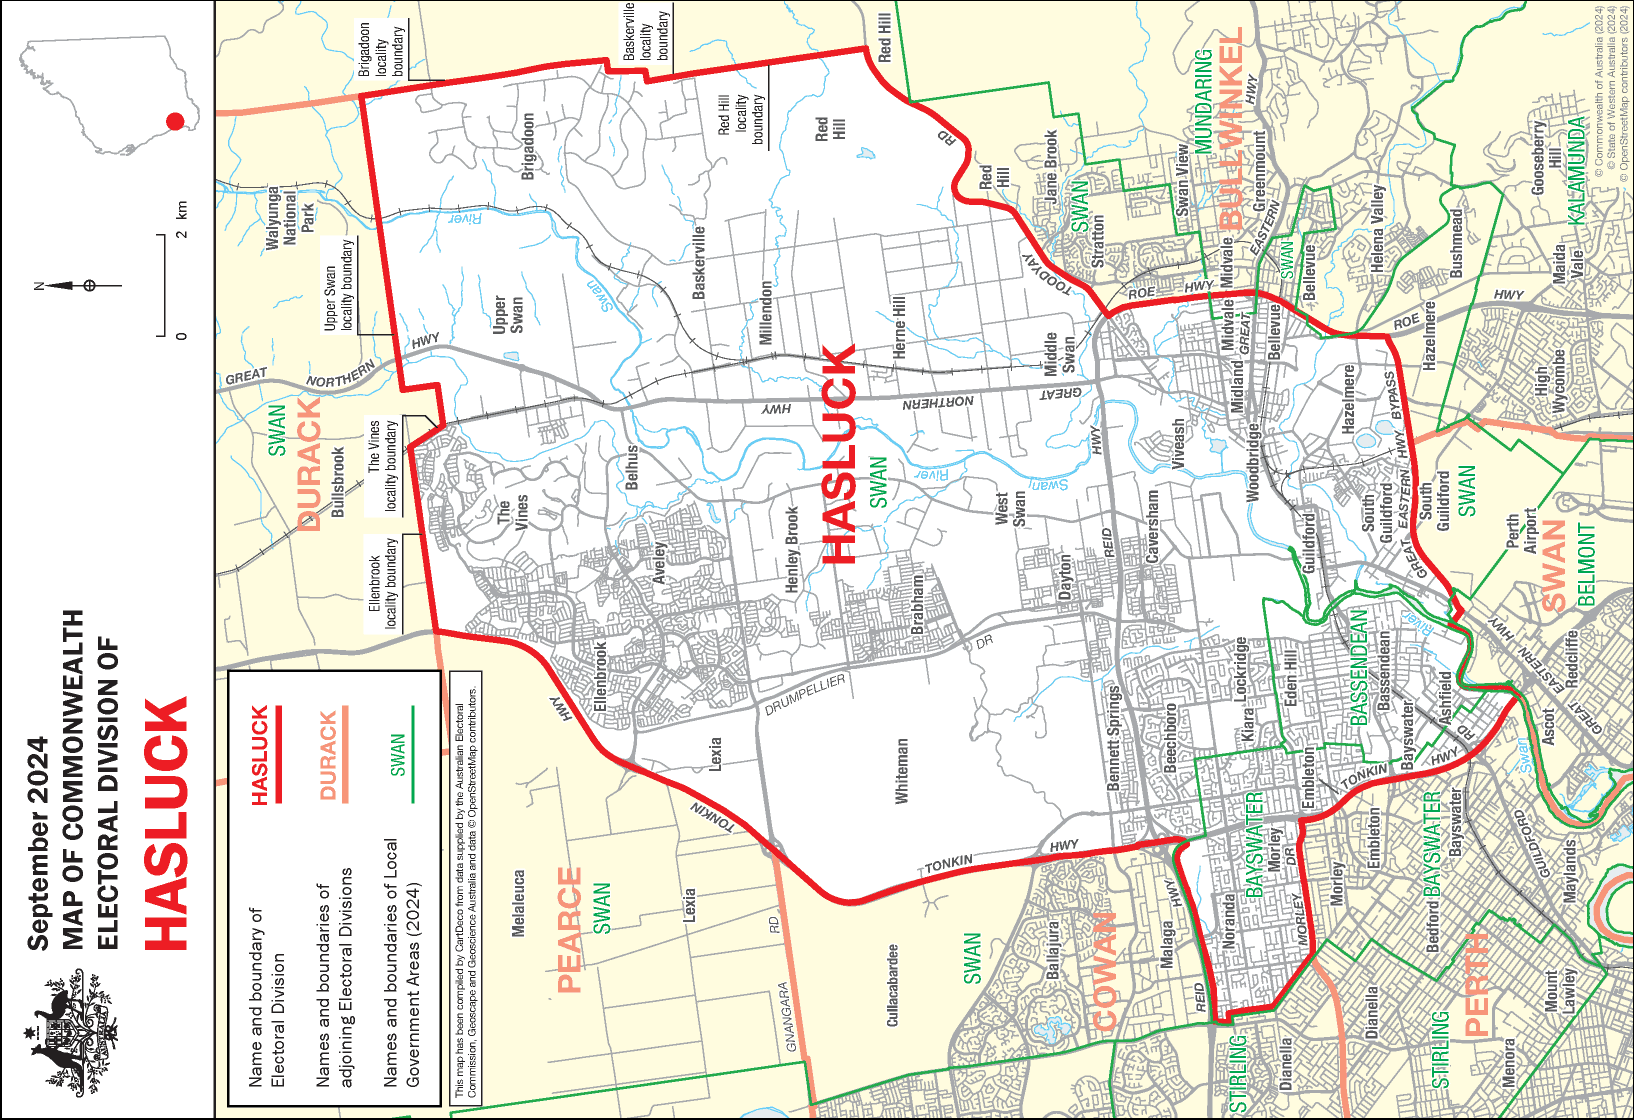 September 2024
MAP OF COMMONWEALTH
ELECTORAL DIVISION OF
HASLUCK
N
0
2 km
Name and boundary of
Electoral Division
HASLUCK
Names and boundaries of
adjoining Electoral Divisions
DURACK
Names and boundaries of Local
Government Areas (2024)
SWAN
This map has been compiled by CartDeco from data supplied by the Australian Electoral
Commission, Geoscape and Geoscience Australia and data © OpenStreetMap contributors.
Ellenbrook
locality boundary
The Vines
locality boundary
Upper Swan
locality boundary
Brigadoon
locality
boundary
Baskerville
locality
boundary
Red Hill
locality
boundary
Walyunga
National
Park
GREAT
NORTHERN
HWY
SWAN
DURACK
Bullsbrook
Brigadoon
River
Swan
Upper
Swan
Baskerville
Millendon
Herne Hill
Red
Hill
Red Hill
RD
Red
Hill
TOODYAY
Jane Brook
SWAN
Stratton
Swan View
MUNDARING
BULLWINKEL
HWY
Greenmount
EASTERN
Midvale
ROE
HWY
Midvale
GREAT
SWAN
Bellevue
Bellevue
Helena Valley
Bushmead
Gooseberry
Hill
KALAMUNDA
Maida
Vale
HWY
ROE
Hazelmere
High
Wycombe
The
Vines
Belhus
Aveley
Ellenbrook
Henley Brook
HASLUCK
SWAN
HWY
NORTHERN
GREAT
Middle
Swan
River
Swan
West
Swan
HWY
REID
Viveash
Midland
Woodbridge
Hazelmere
BYPASS
HWY
EASTERN
GREAT
South
Guildford
South
Guildford
SWAN
Perth
Airport
SWAN
BELMONT
Caversham
Dayton
Brabham
DR
DRUMPELLIER
Guildford
BASSENDEAN
Bassendean
River
Ashfield
Eden Hill
Lockridge
Kiara
Beechboro
Bennett Springs
Whiteman
Lexia
HWY
TONKIN
Melaleuca
PEARCE
SWAN
Lexia
RD
GNANGARA
Cullacabardee
TONKIN
HWY
SWAN
Ballajura
COWAN
Malaga
HWY
REID
Noranda
BAYSWATER
Morley
DR
MORLEY
Embleton
TONKIN
HWY
RD
Bayswater
Embleton
Morley
BAYSWATER
Bayswater
Bedford
GUILDFORD
Maylands
Swan
Ascot
GREAT
EASTERN
HWY
Redcliffe
STIRLING
Dianella
Dianella
STIRLING
PERTH
Menora
Mount
Lawley
© Commonwealth of Australia (2024)
© State of Western Australia (2024)
© OpenStreetMap contributors (2024)